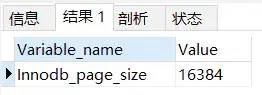 信息 结果 1 剖析 状态
Variable_name Value
Innodb_page_size 16384